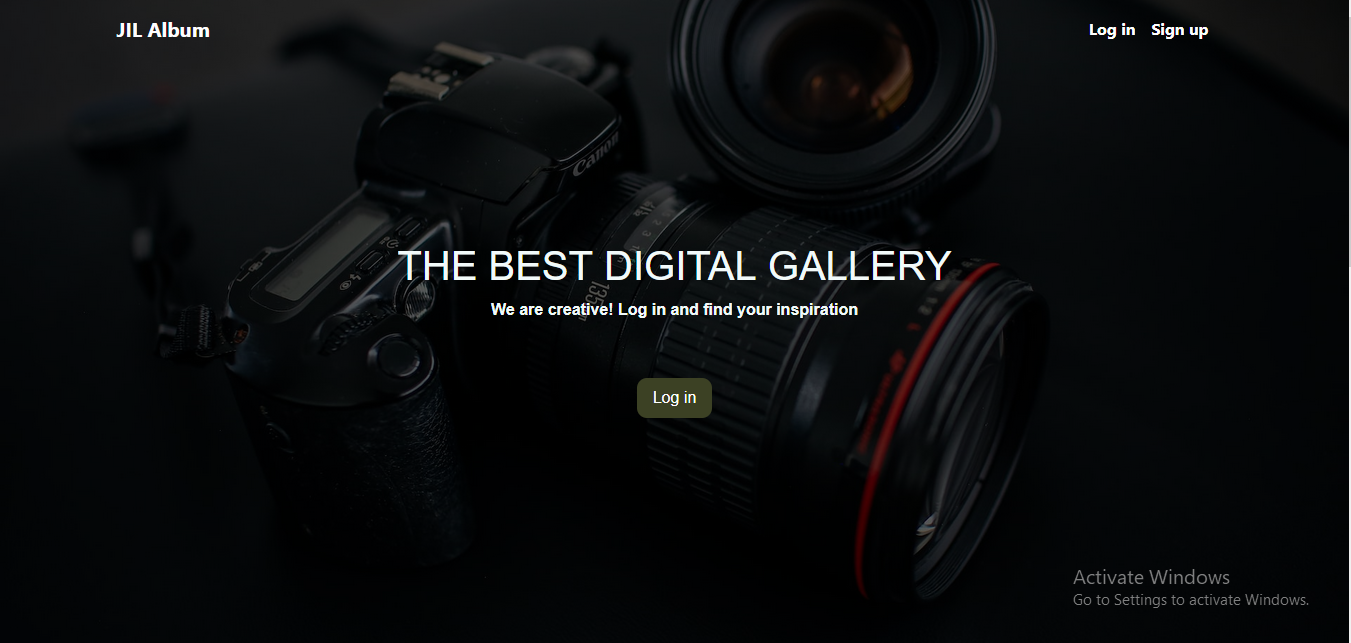 JIL Album
Log in
Sign up
Canon
THE BEST DIGITAL GALLERY
We are creative! Log in and find your inspiration
Log in
Activate Windows
Go to Settings to activate Windows.